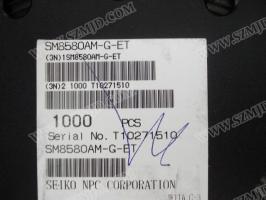 SM8580AM-G-ET
(3N)1SM8580AM-G-ET
(3N)2 1000 T10271510
1000 PCS
Serial No. T10271510
SM8580AM-G-ET
SEIKO NPC CORPORATION
WWW.SZMJD.COM